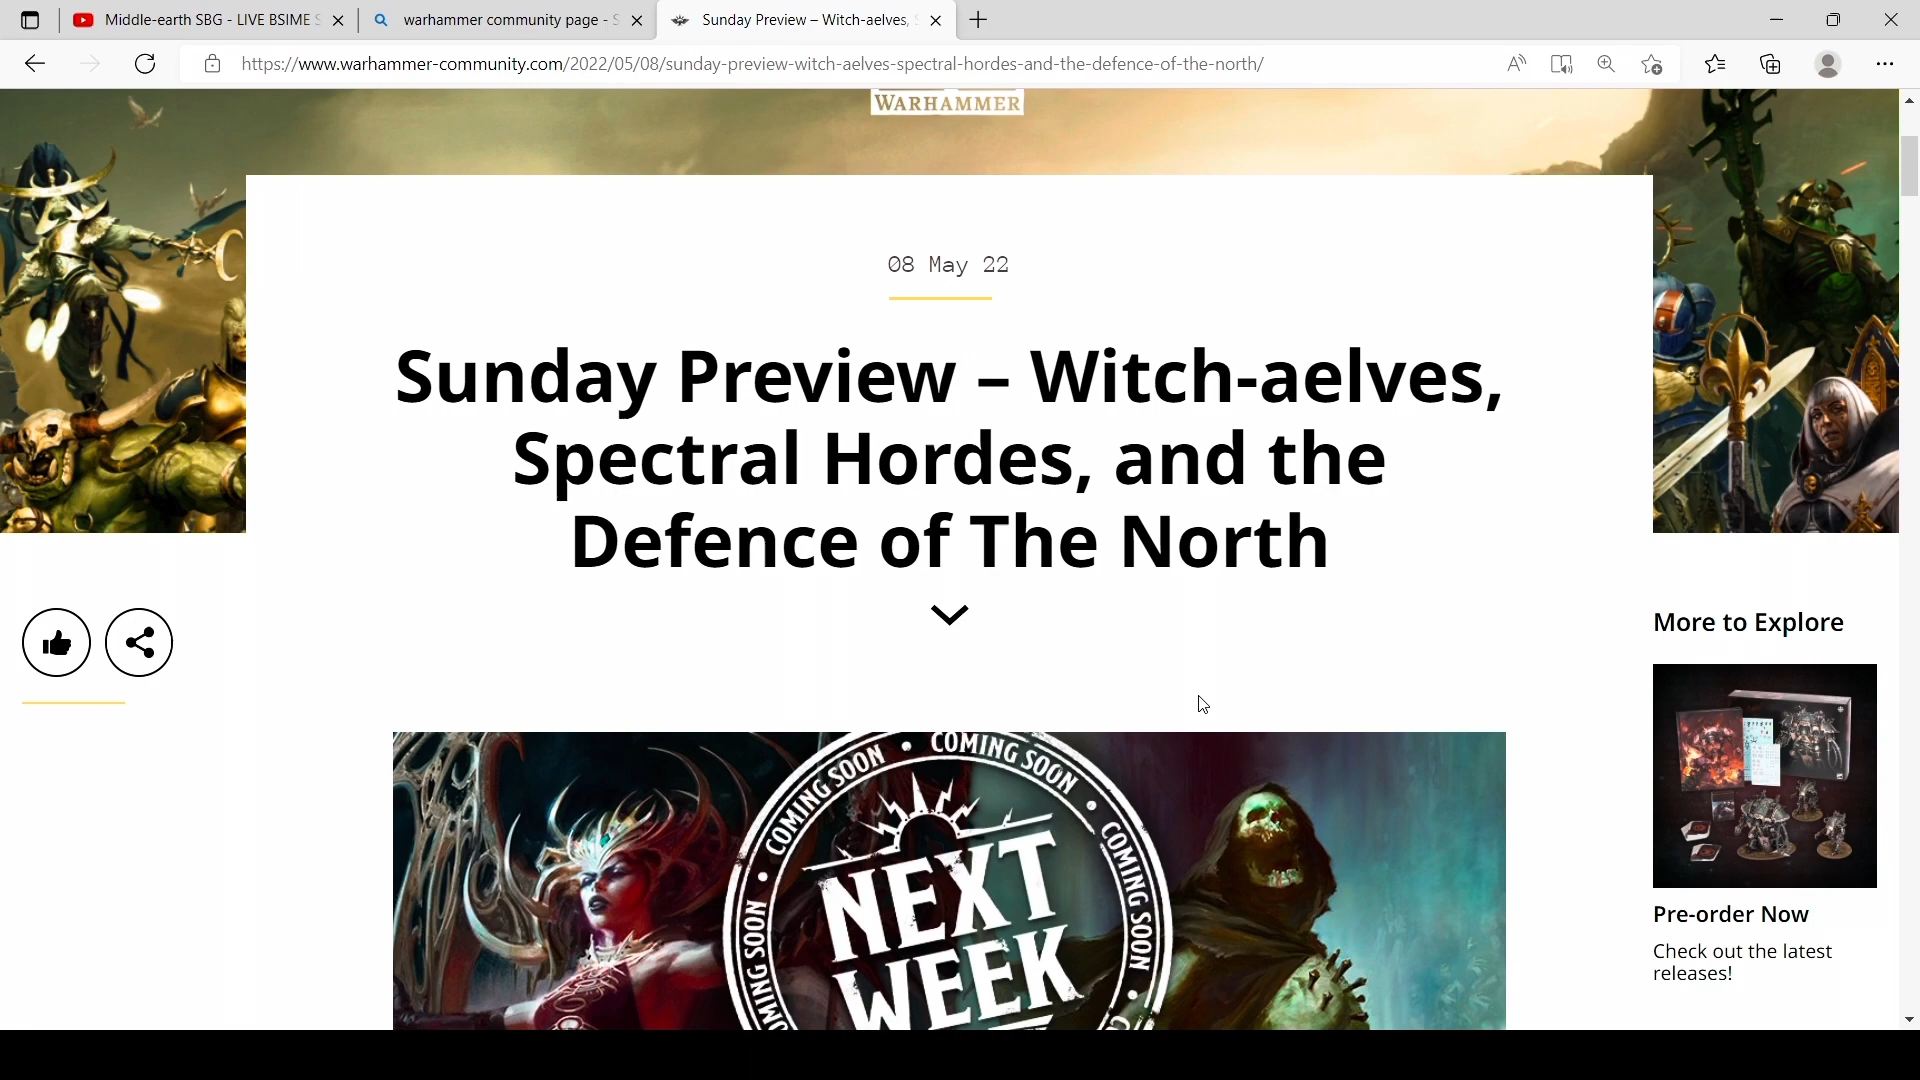 Middle-earth SBG - LIVE BSIME S
warhammer community page - S
Sunday Preview – Witch-aelves, S
https://www.warhammer-community.com/2022/05/08/sunday-preview-witch-aelves-spectral-hordes-and-the-defence-of-the-north/
WARHAMMER
08 May 22
Sunday Preview – Witch-aelves,
Spectral Hordes, and the
Defence of The North
More to Explore
COMING SOON • COMING SOON • COMING SOON
NEXT
WEEK
COMING SOON
Pre-order Now
Check out the latest
releases!